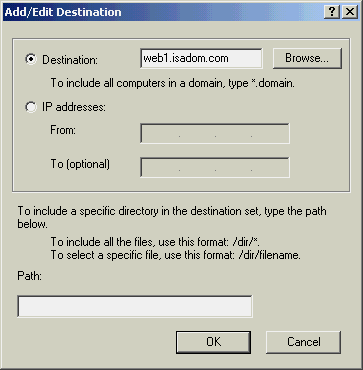 Add/Edit Destination
Destination:
web1.isadom.com
Browse...
To include all computers in a domain, type *.domain.
IP addresses:
From:
. . .
To (optional)
. . .
To include a specific directory in the destination set, type the path
below.
To include all the files, use this format: /dir/*.
To select a specific file, use this format: /dir/filename.
Path:
OK
Cancel